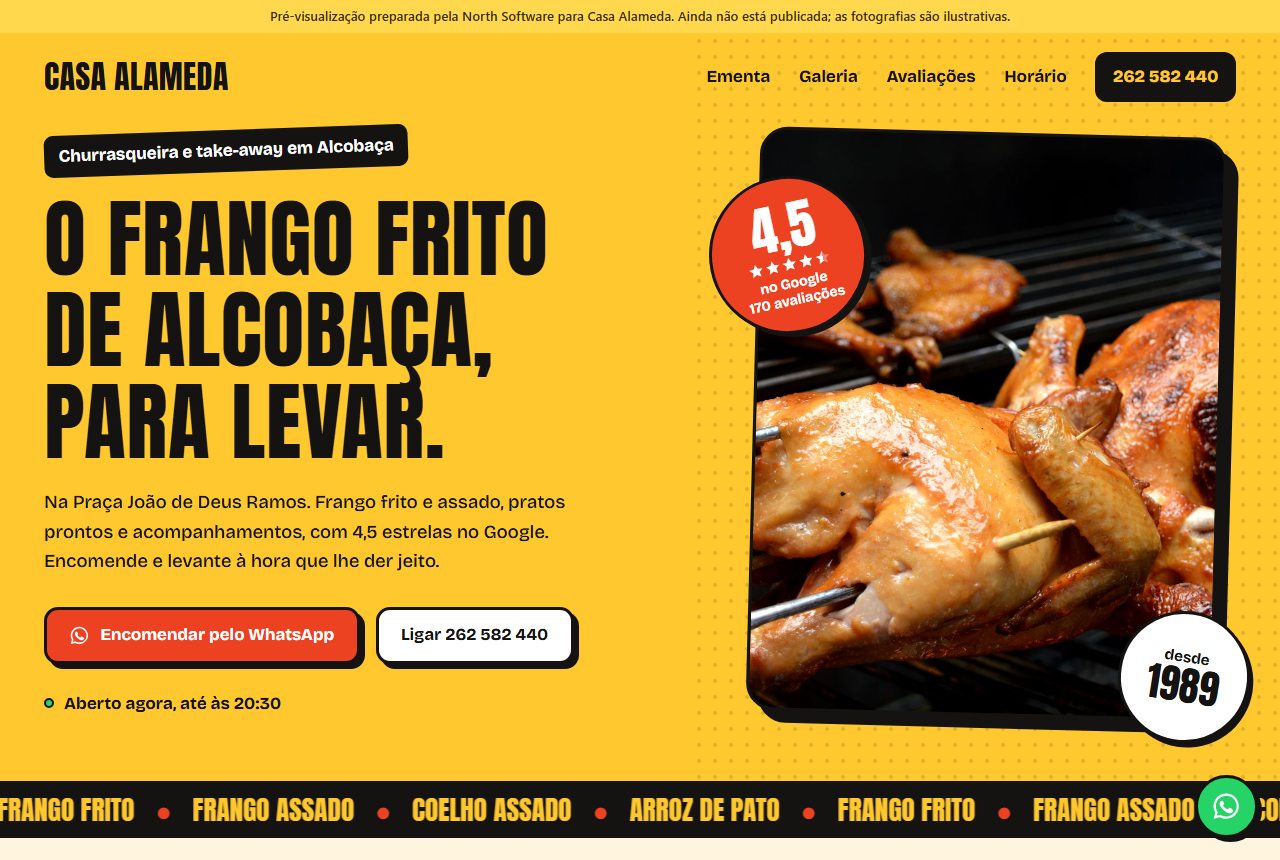 Pré-visualização preparada pela North Software para Casa Alameda. Ainda não está publicada; as fotografias são ilustrativas.
CASA ALAMEDA
Ementa
Galeria
Avaliações
Horário
262 582 440
Churrasqueira e take-away em Alcobaça
O FRANGO FRITO
DE ALCOBAÇA,
PARA LEVAR.
4,5
no Google
170 avaliações
Na Praça João de Deus Ramos. Frango frito e assado, pratos
prontos e acompanhamentos, com 4,5 estrelas no Google.
Encomende e levante à hora que lhe der jeito.
Encomendar pelo WhatsApp
Ligar 262 582 440
Aberto agora, até às 20:30
desde
1989
FRANGO FRITO ● FRANGO ASSADO ● COELHO ASSADO ● ARROZ DE PATO ● FRANGO FRITO ● FRANGO ASSADO